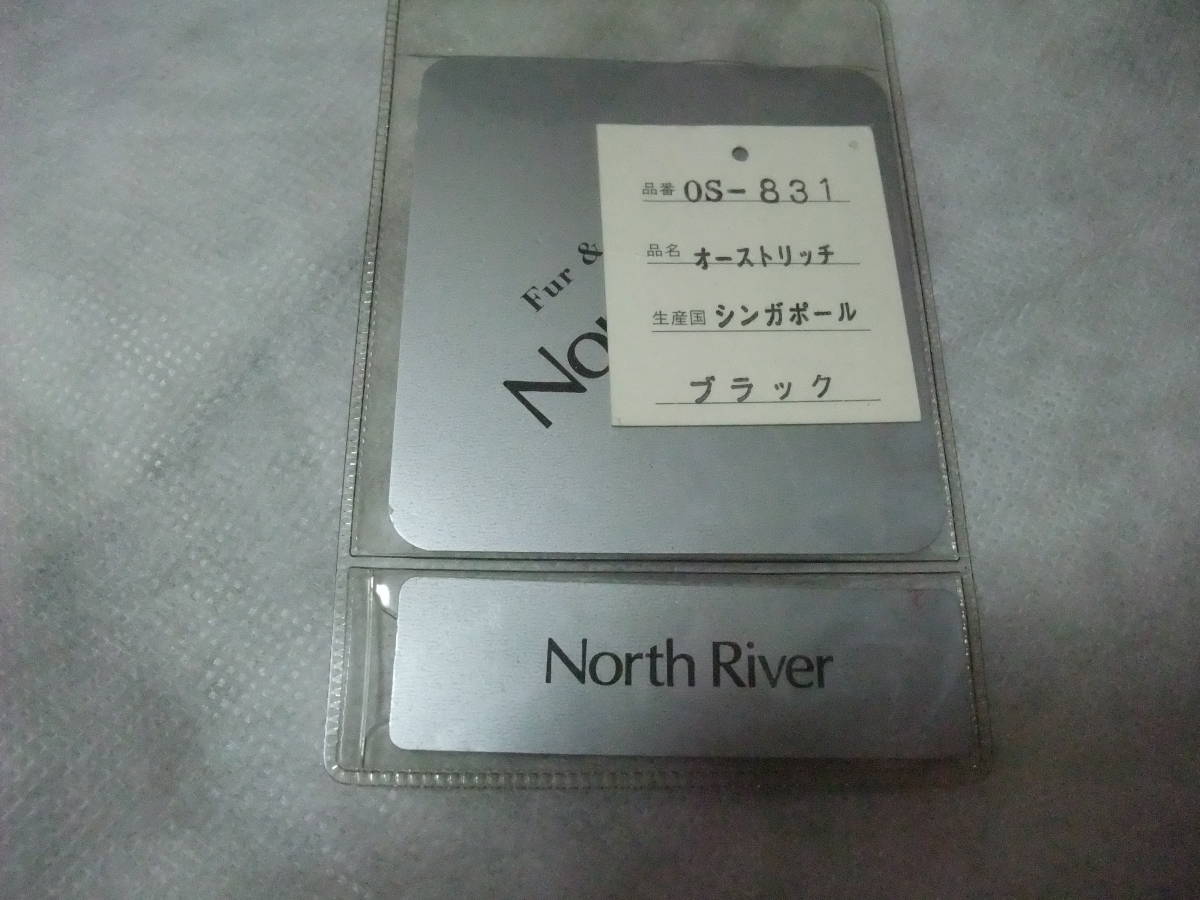 品番 OS-831
品名 オーストリッチ
生産国 シンガポール
ブラック
Fur &
No
North River